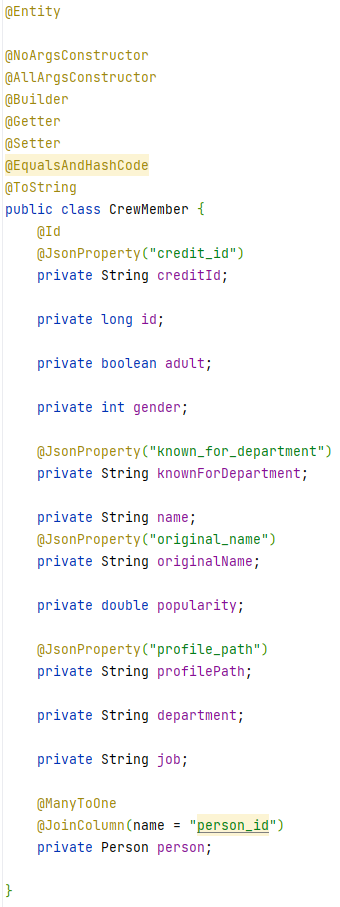 @Entity
@NoArgsConstructor
@AllArgsConstructor
@Builder
@Getter
@Setter
@EqualsAndHashCode
@ToString
public class CrewMember {
@Id
@JsonProperty("credit_id")
private String creditId;
private long id;
private boolean adult;
private int gender;
@JsonProperty("known_for_department")
private String knownForDepartment;
private String name;
@JsonProperty("original_name")
private String originalName;
private double popularity;
@JsonProperty("profile_path")
private String profilePath;
private String department;
private String job;
@ManyToOne
@JoinColumn(name = "person_id")
private Person person;
}